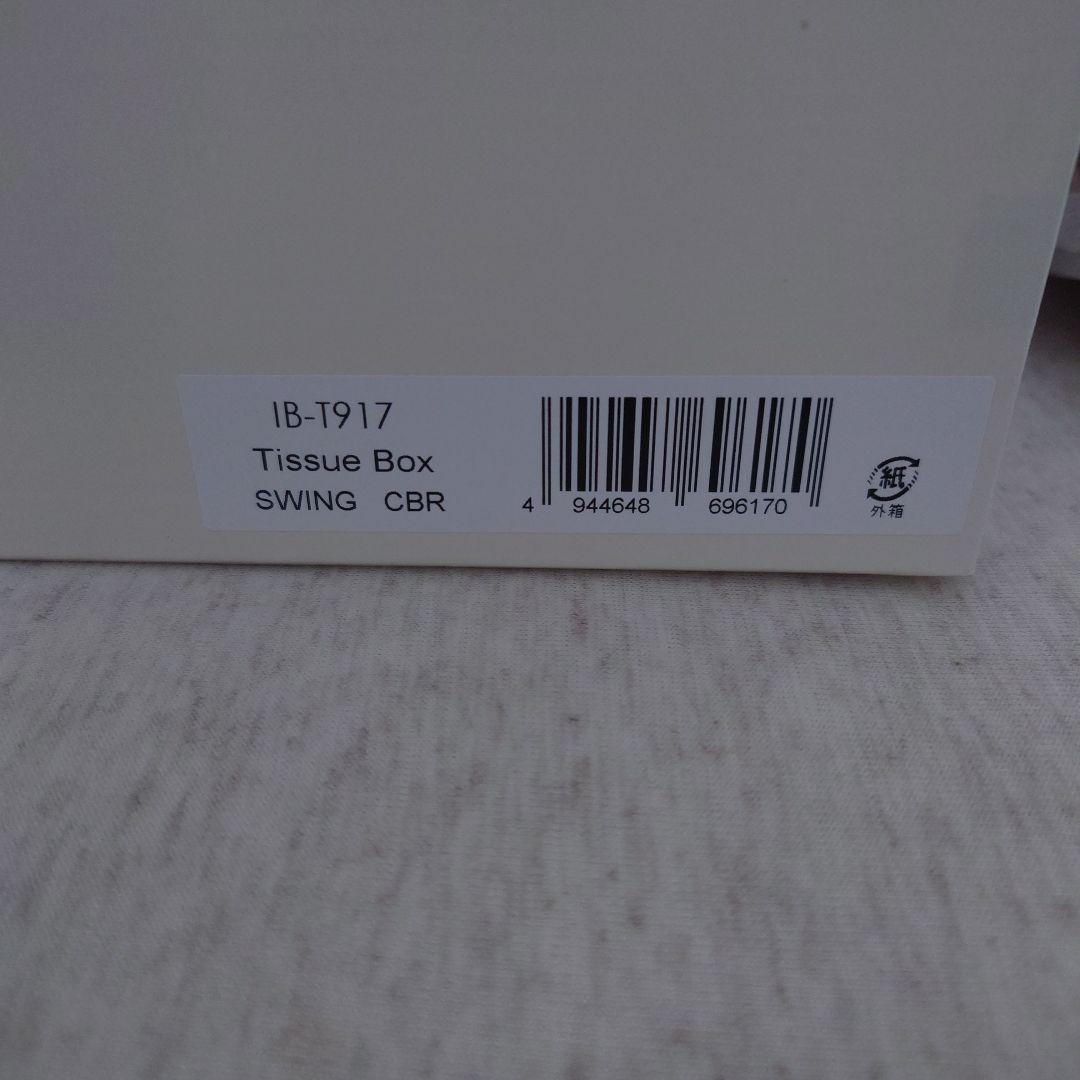 IB-T917
Tissue Box
SWING CBR
4 944648 696170
紙
外箱